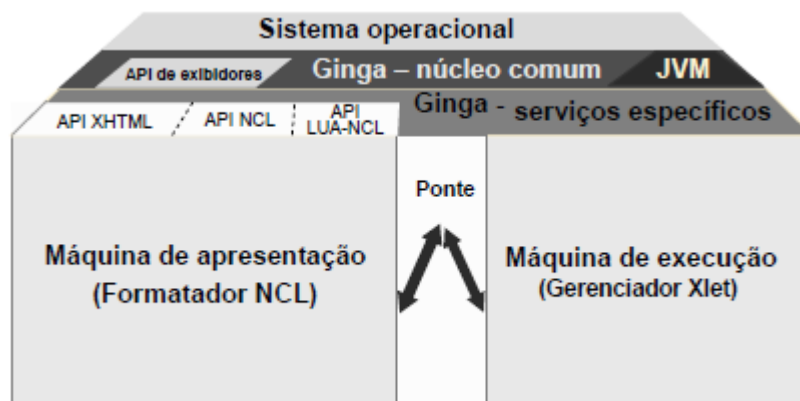 Sistema operacional
API de exibidores Ginga – núcleo comum JVM
API XHTML API NCL API LUA-NCL Ginga - serviços específicos
Ponte
Máquina de apresentação
(Formatador NCL)
Máquina de execução
(Gerenciador Xlet)